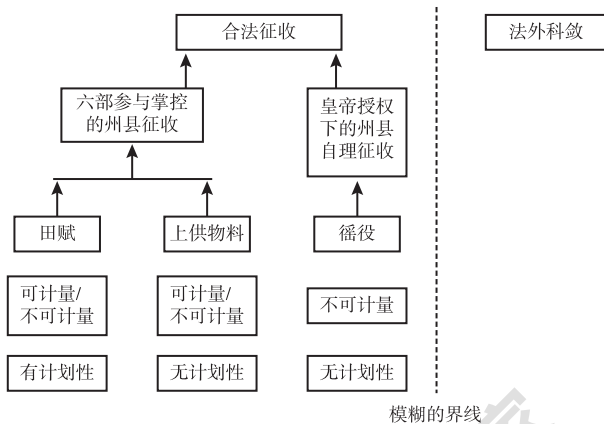 合法征收
法外科敛
六部参与掌控
的州县征收
皇帝授权
下的州县
自理征收
田赋
上供物料
徭役
可计量/
不可计量
可计量/
不可计量
不可计量
有计划性
无计划性
无计划性
模糊的界线